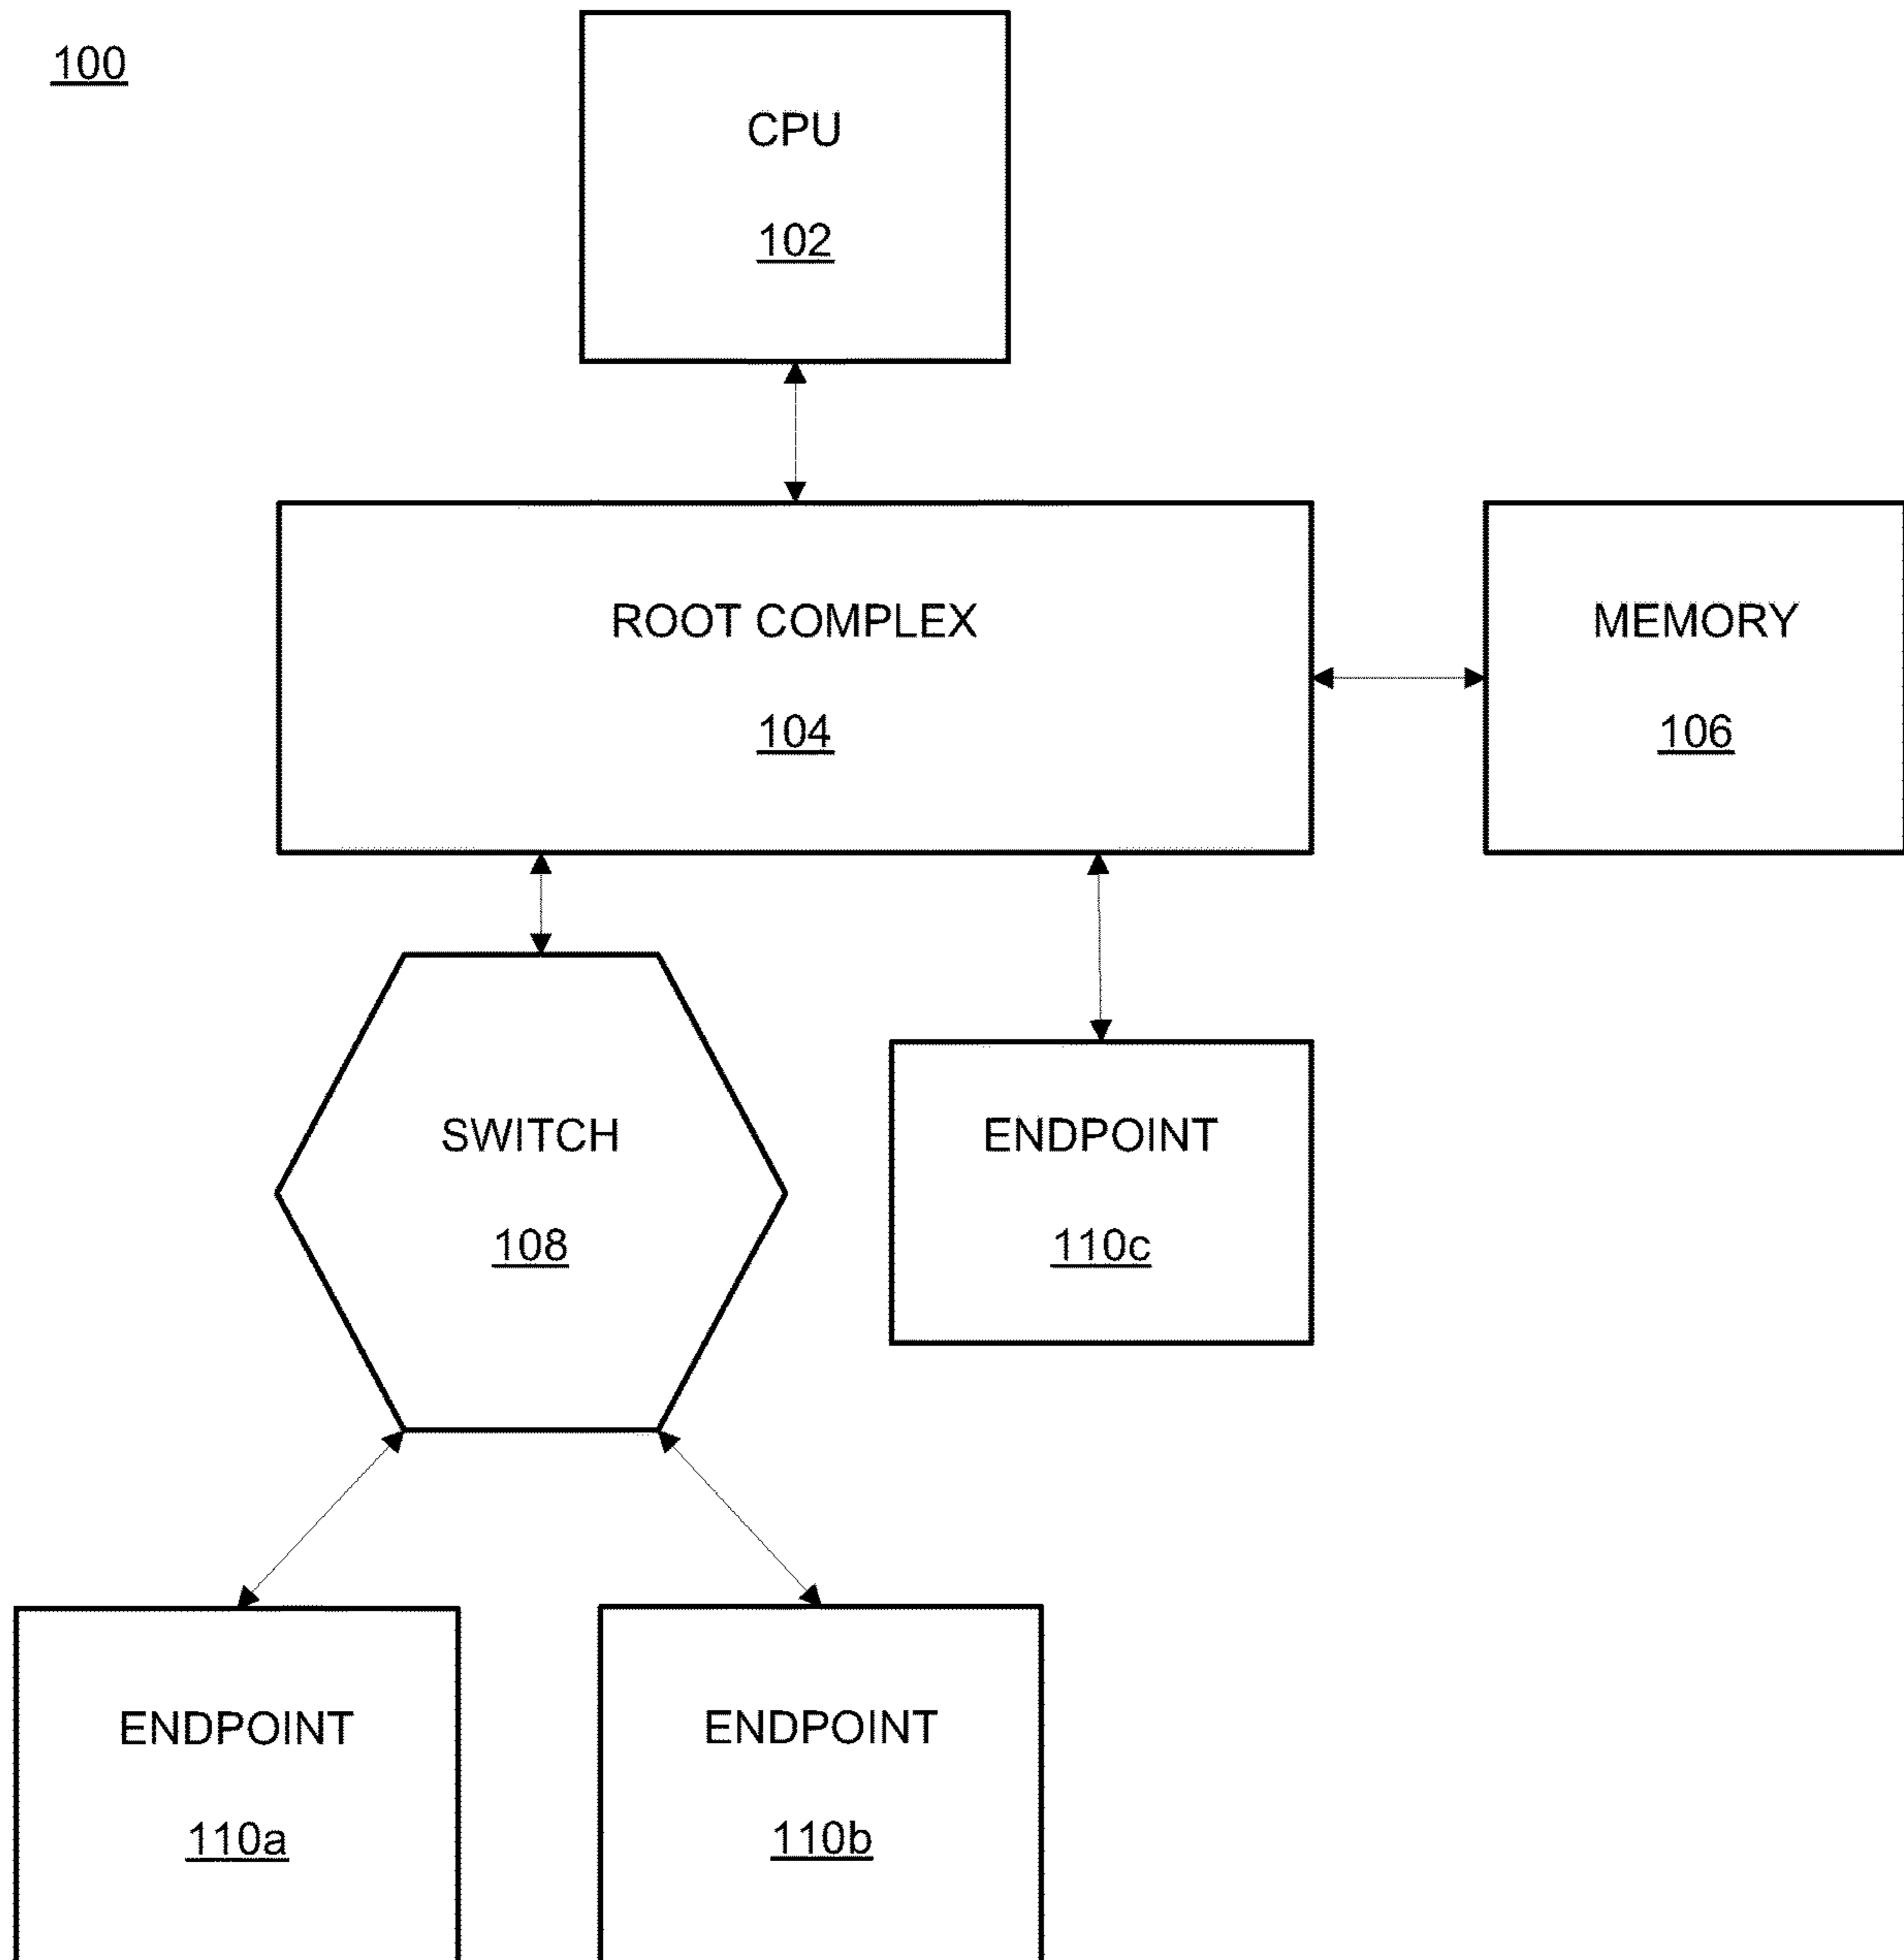 100
CPU
102
ROOT COMPLEX
104
MEMORY
106
SWITCH
108
ENDPOINT
110c
ENDPOINT
110a
ENDPOINT
110b